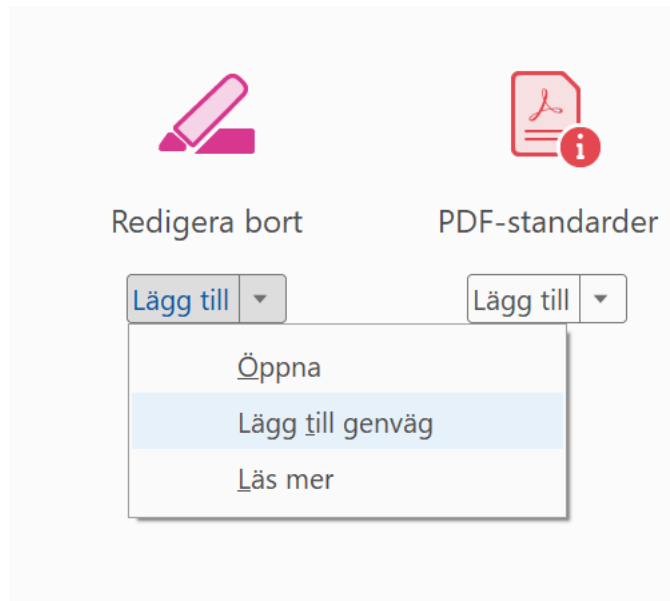 Redigera bort
PDF-standarder
Lägg till
Lägg till
Öppna
Lägg till genväg
Läs mer